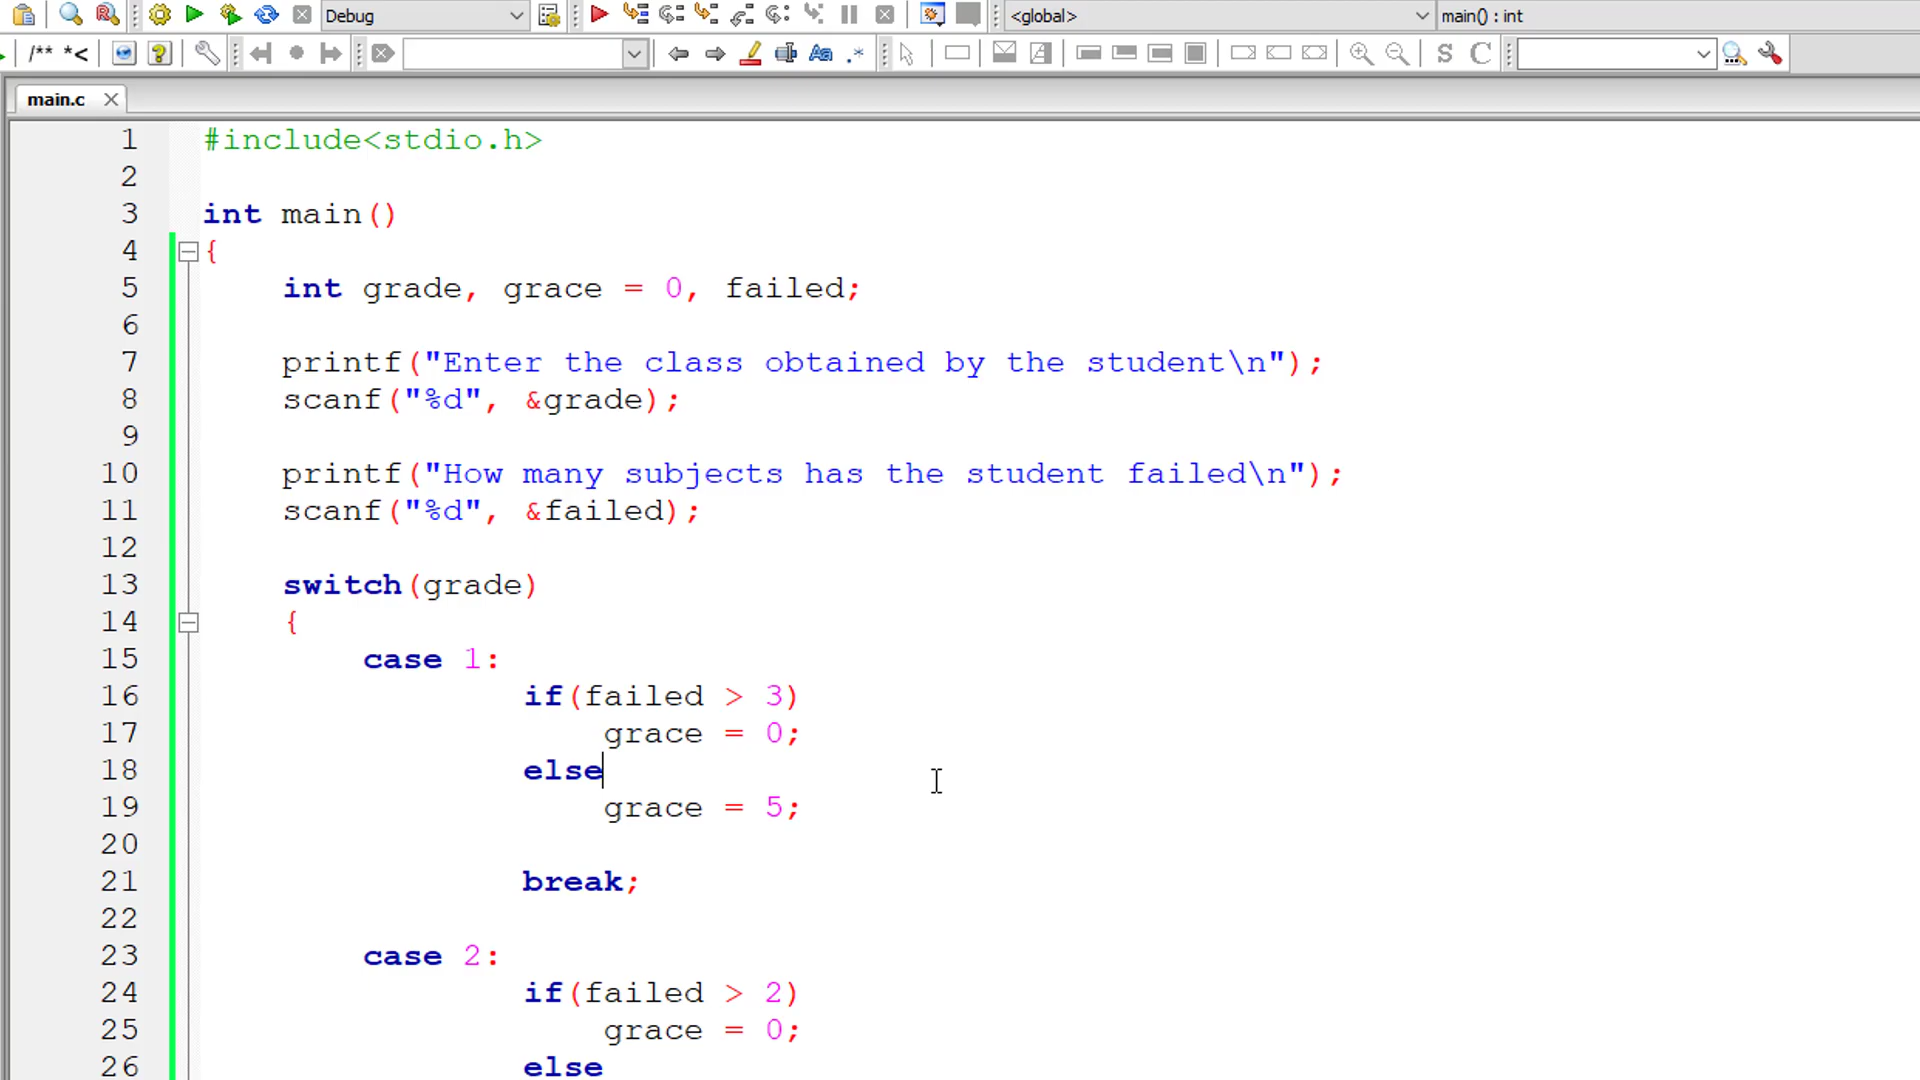 Debug
<global>
main() : int
/** *<
Aa
.*
S
C
main.c
1 #include<stdio.h>
2
3 int main()
4 {
5 int grade, grace = 0, failed;
6
7 printf("Enter the class obtained by the student\n");
8 scanf("%d", &grade);
9
10 printf("How many subjects has the student failed\n");
11 scanf("%d", &failed);
12
13 switch(grade)
14 {
15 case 1:
16 if(failed > 3)
17 grace = 0;
18 else
19 grace = 5;
20
21 break;
22
23 case 2:
24 if(failed > 2)
25 grace = 0;
26 else